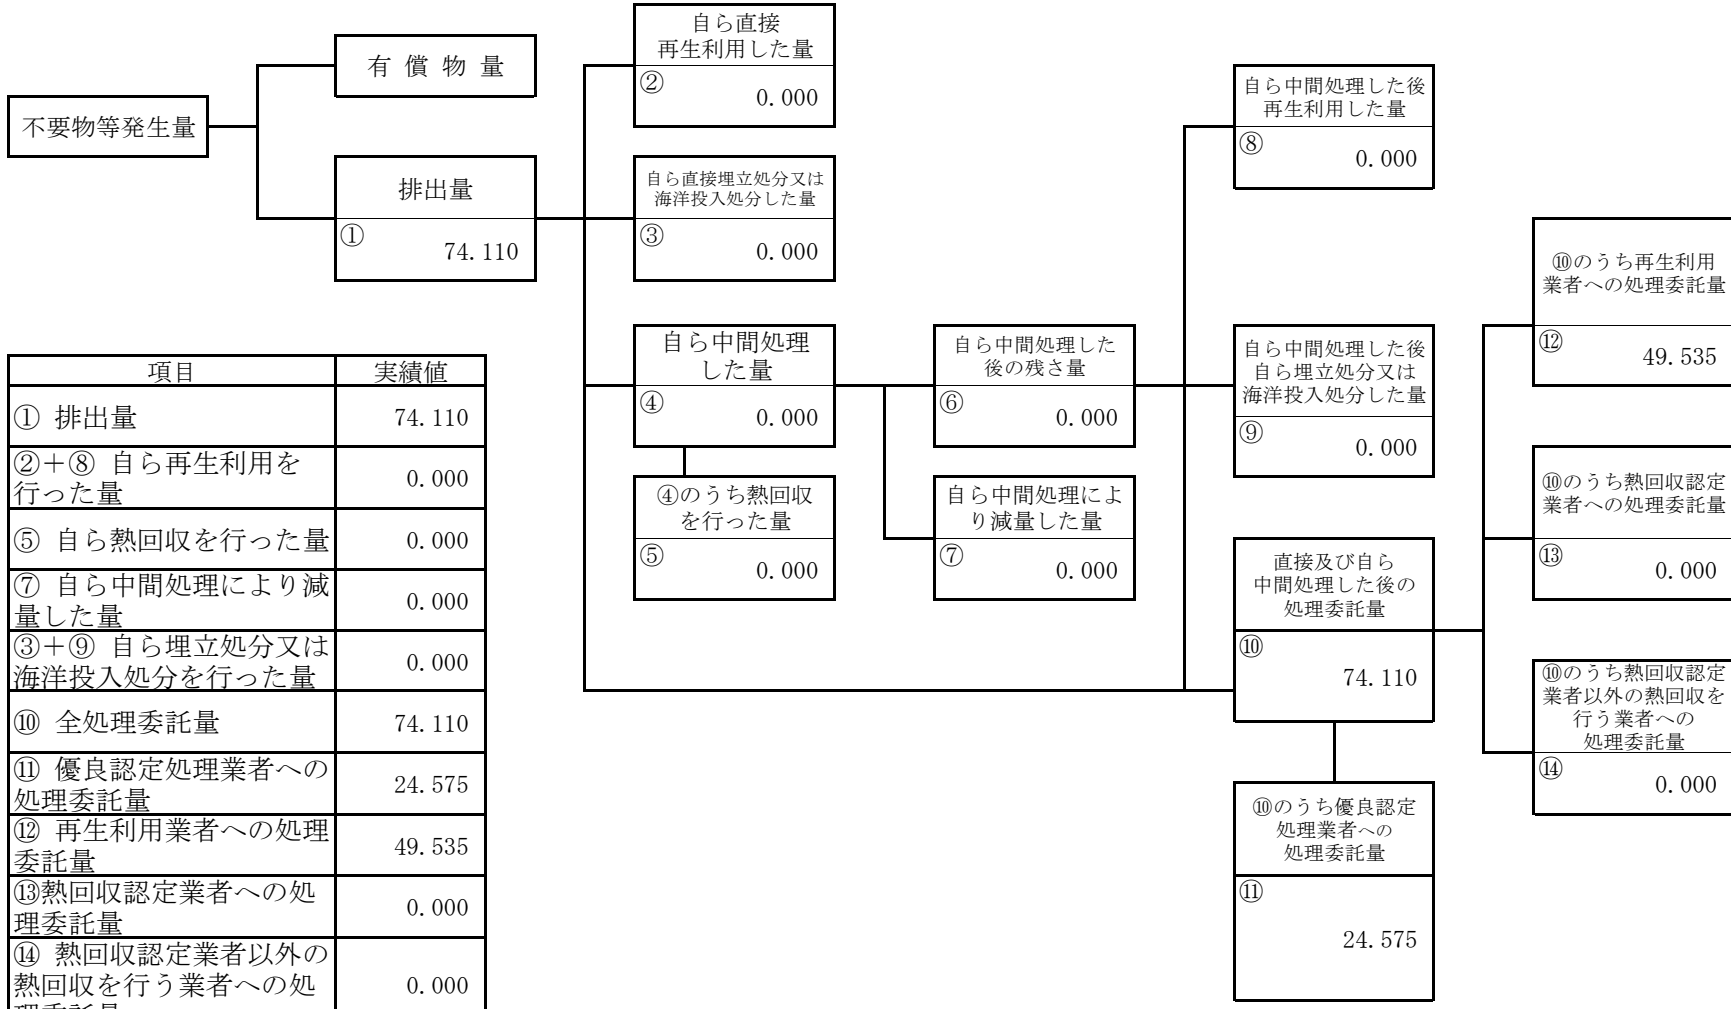 不要物等発生量
有 償 物 量
排出量
①
74.110
自ら直接
再生利用した量
②
0.000
自ら直接埋立処分又は
海洋投入処分した量
③
0.000
自ら中間処理
した量
④
0.000
④のうち熱回収
を行った量
⑤
0.000
自ら中間処理した
後の残さ量
⑥
0.000
自ら中間処理によ
り減量した量
⑦
0.000
自ら中間処理した後
再生利用した量
⑧
0.000
自ら中間処理した後
自ら埋立処分又は
海洋投入処分した量
⑨
0.000
直接及び自ら
中間処理した後の
処理委託量
⑩
74.110
⑩のうち優良認定
処理業者への
処理委託量
⑪
24.575
⑩のうち再生利用
業者への処理委託量
⑫
49.535
⑩のうち熱回収認定
業者への処理委託量
⑬
0.000
⑩のうち熱回収認定
業者以外の熱回収を
行う業者への
処理委託量
⑭
0.000
項目 実績値
① 排出量 74.110
②＋⑧ 自ら再生利用を
行った量 0.000
⑤ 自ら熱回収を行った量 0.000
⑦ 自ら中間処理により減
量した量 0.000
③＋⑨ 自ら埋立処分又は
海洋投入処分を行った量 0.000
⑩ 全処理委託量 74.110
⑪ 優良認定処理業者への
処理委託量 24.575
⑫ 再生利用業者への処理
委託量 49.535
⑬熱回収認定業者への処
理委託量 0.000
⑭ 熱回収認定業者以外の
熱回収を行う業者への処 0.000